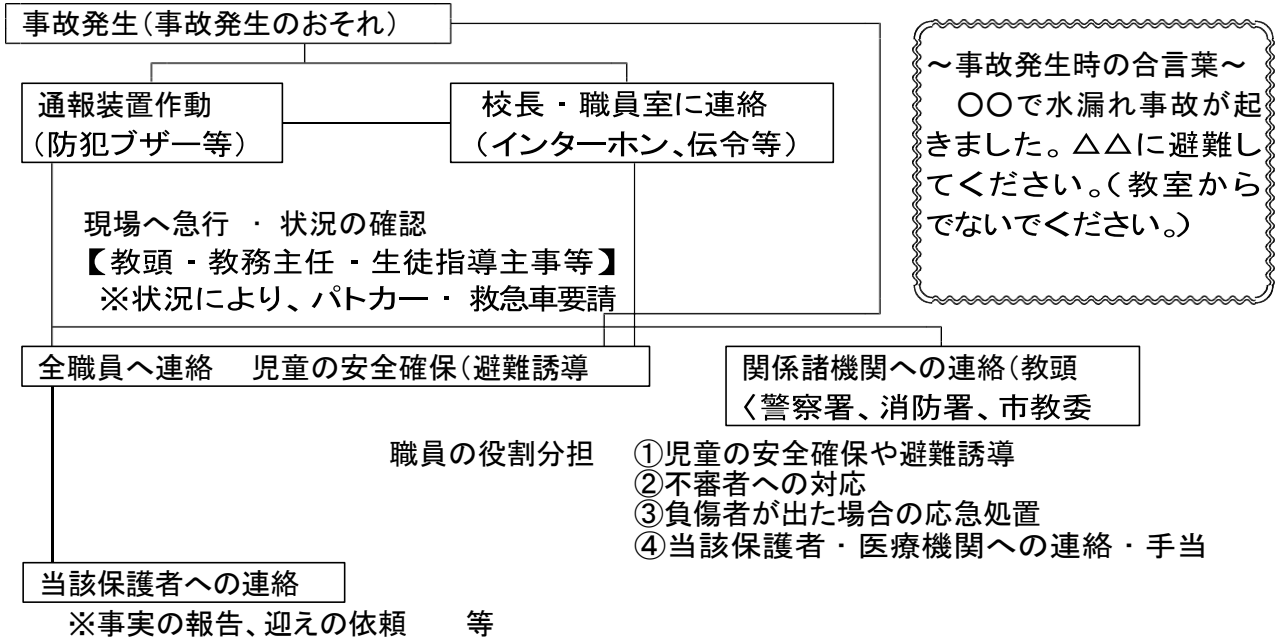 事故発生(事故発生のおそれ)
通報装置作動
(防犯ブザー等)
校長・職員室に連絡
(インターホン、伝令等)
～事故発生時の合言葉～
〇〇で水漏れ事故が起
きました。△△に避難し
てください。(教室から
でないでください。)
現場へ急行 ・ 状況の確認
【教頭・教務主任・生徒指導主事等】
※状況により、パトカー・ 救急車要請
全職員へ連絡 児童の安全確保(避難誘導
関係諸機関への連絡(教頭
〈警察署、消防署、市教委
職員の役割分担 ①児童の安全確保や避難誘導
②不審者への対応
③負傷者が出た場合の応急処置
④当該保護者・医療機関への連絡・手当
当該保護者への連絡
※事実の報告、迎えの依頼 等